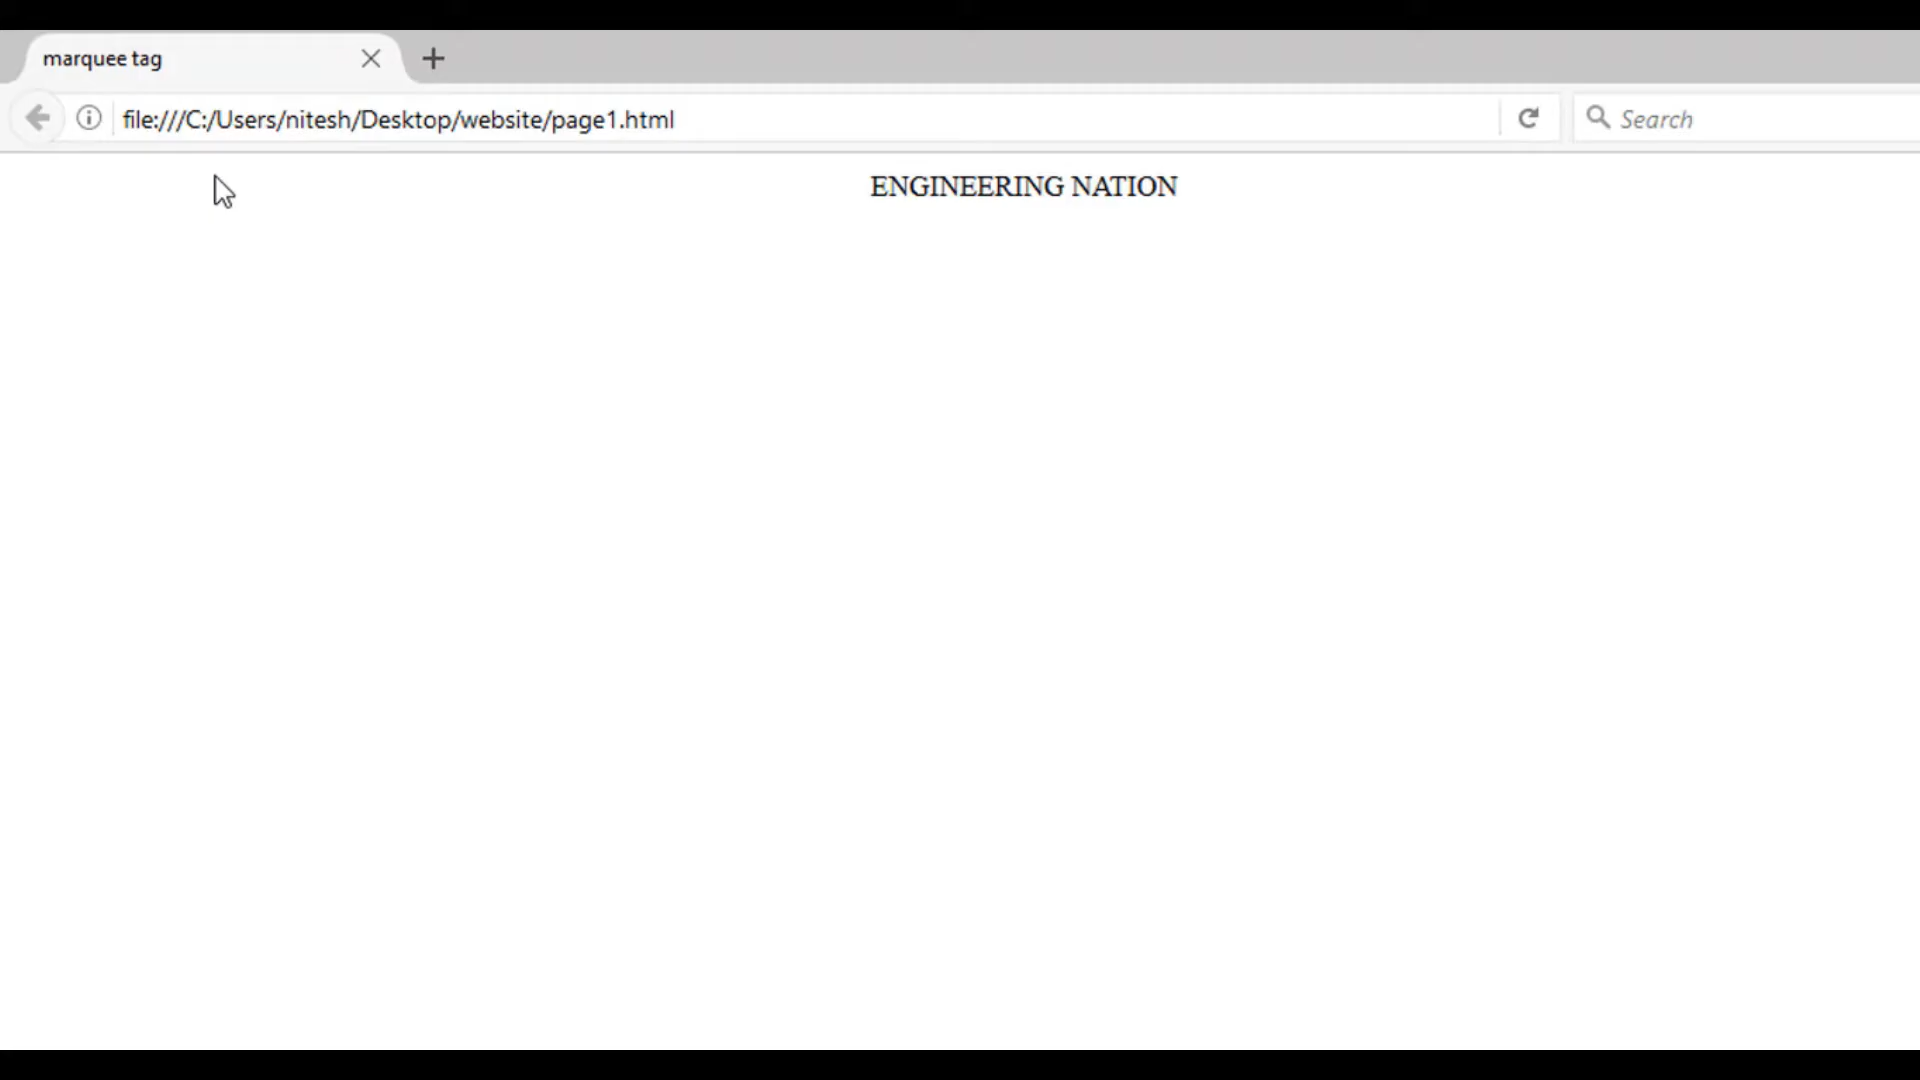 marquee tag
file:///C:/Users/nitesh/Desktop/website/page1.html
Search
ENGINEERING NATION